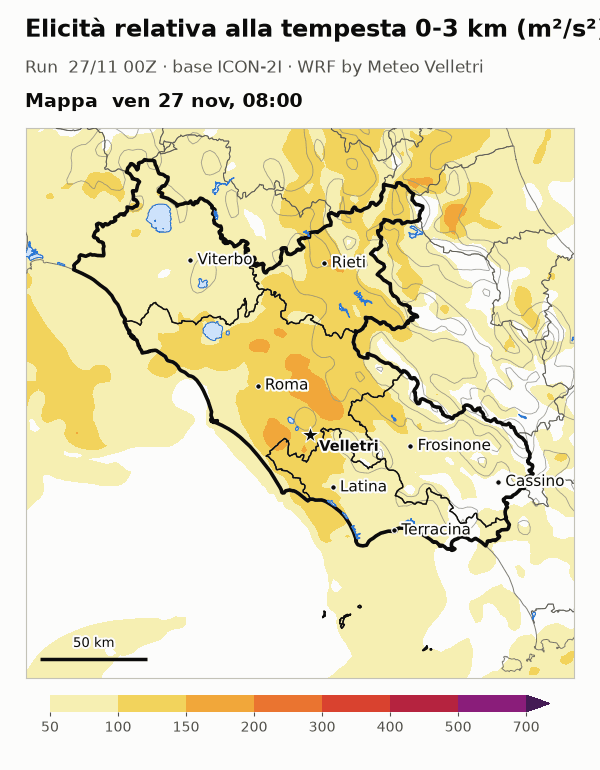 Elicità relativa alla tempesta 0-3 km (m²/s²)
Run 27/11 00Z · base ICON-2I · WRF by Meteo Velletri
Mappa ven 27 nov, 08:00
Viterbo
Rieti
Roma
Velletri
Frosinone
Cassino
Latina
Terracina
50 km
50 100 150 200 300 400 500 700